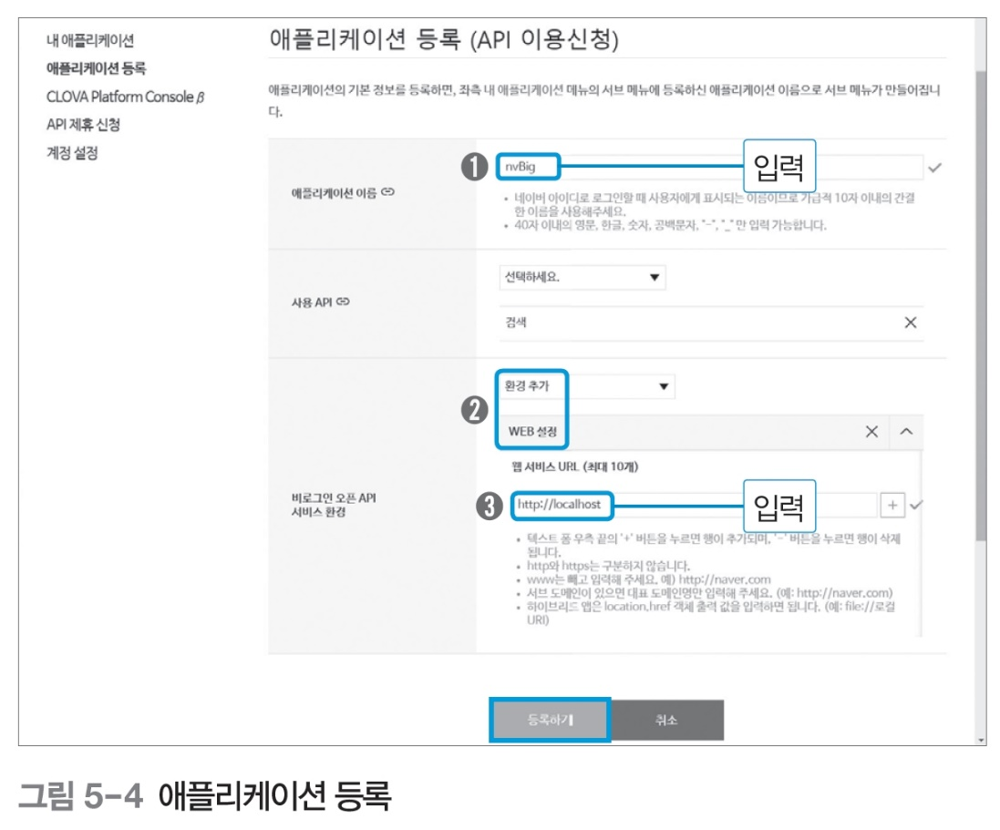 내 애플리케이션
애플리케이션 등록
CLOVA Platform Console β
API 제휴 신청
계정 설정
애플리케이션 등록 (API 이용신청)
애플리케이션의 기본 정보를 등록하면, 좌측 내 애플리케이션 메뉴의 서브 메뉴에 등록하신 애플리케이션 이름으로 서브 메뉴가 만들어집니
다.
애플리케이션 이름
❶ nvBig 입력
• 네이버 아이디로 로그인할 때 사용자에게 표시되는 이름이므로 가급적 10자 이내의 간결
한 이름을 사용해주세요.
• 40자 이내의 영문, 한글, 숫자, 공백문자, "-", "_" 만 입력 가능합니다.
사용 API
선택하세요.
검색
비로그인 오픈 API
서비스 환경
❷ 환경 추가
WEB 설정
웹 서비스 URL (최대 10개)
❸ http://localhost 입력
• 텍스트 폼 우측 끝의 '+' 버튼을 누르면 행이 추가되며, '-' 버튼을 누르면 행이 삭제
됩니다.
• http와 https는 구분하지 않습니다.
• www는 빼고 입력해 주세요. 예) http://naver.com
• 서브 도메인이 있으면 대표 도메인명만 입력해 주세요. (예: http://naver.com)
• 하이브리드 앱은 location.href 객체 출력 값을 입력하면 됩니다. (예: file://로컬
URI)
등록하기 취소
그림 5-4 애플리케이션 등록